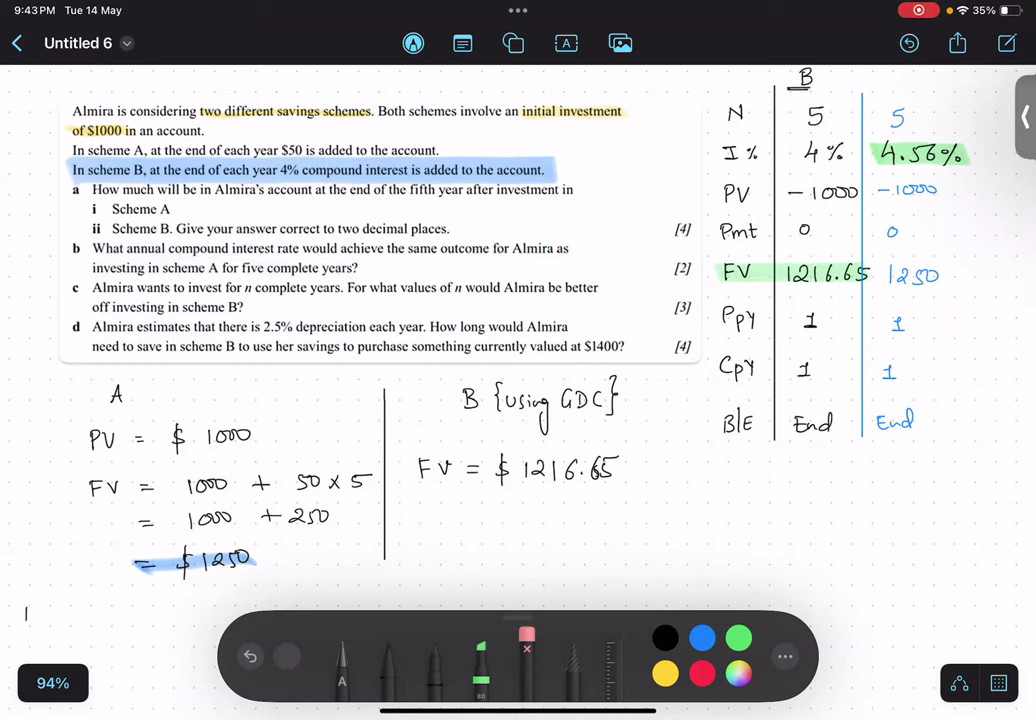 9:43 PM Tue 14 May
35%
Untitled 6
Almira is considering two different savings schemes. Both schemes involve an initial investment
of $1000 in an account.
In scheme A, at the end of each year $50 is added to the account.
In scheme B, at the end of each year 4% compound interest is added to the account.
a How much will be in Almira's account at the end of the fifth year after investment in
i Scheme A
ii Scheme B. Give your answer correct to two decimal places. [4]
b What annual compound interest rate would achieve the same outcome for Almira as
investing in scheme A for five complete years? [2]
c Almira wants to invest for n complete years. For what values of n would Almira be better
off investing in scheme B? [3]
d Almira estimates that there is 2.5% depreciation each year. How long would Almira
need to save in scheme B to use her savings to purchase something currently valued at $1400? [4]
B
N 5 5
I% 4% 4.56%
PV -1000 -1000
Pmt 0 0
FV 1216.65 1250
PpY 1 1
CpY 1 1
B/E End End
A
PV = $ 1000
FV = 1000 + 50 x 5
= 1000 + 250
= $1250
B {using GDC}
FV = $1216.65
A
80
94%